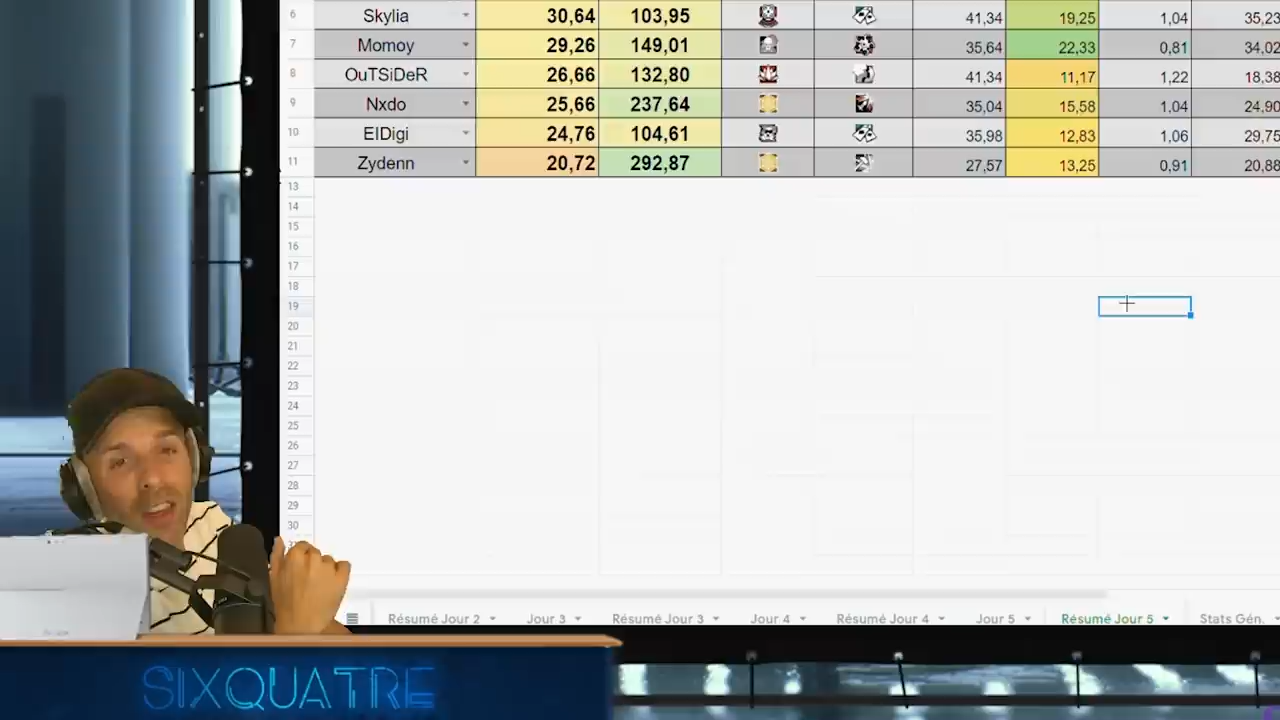 6 Skylia 30,64 103,95 41,34 19,25 1,04 35,23
7 Momoy 29,26 149,01 35,64 22,33 0,81 34,02
8 OuTSiDeR 26,66 132,80 41,34 11,17 1,22 18,38
9 Nxdo 25,66 237,64 35,04 15,58 1,04 24,90
10 ElDigi 24,76 104,61 35,98 12,83 1,06 29,75
11 Zydenn 20,72 292,87 27,57 13,25 0,91 20,88
13
14
15
16
17
18
19
20
21
22
23
24
25
26
27
28
29
30
Résumé Jour 2 Jour 3 Résumé Jour 3 Jour 4 Résumé Jour 4 Jour 5 Résumé Jour 5 Stats Gén.
SIXQUATRE